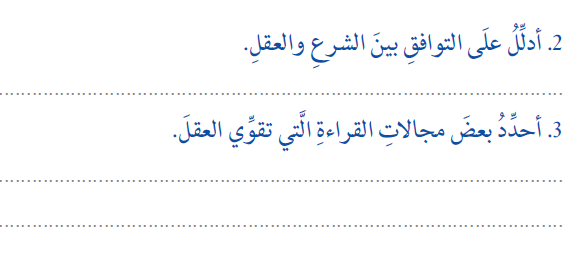 2. أدلِّلُ علَى التوافقِ بينَ الشرعِ والعقلِ.
3. أحدِّدُ بعضَ مجالاتِ القراءةِ الَّتي تقوِّي العقلَ.